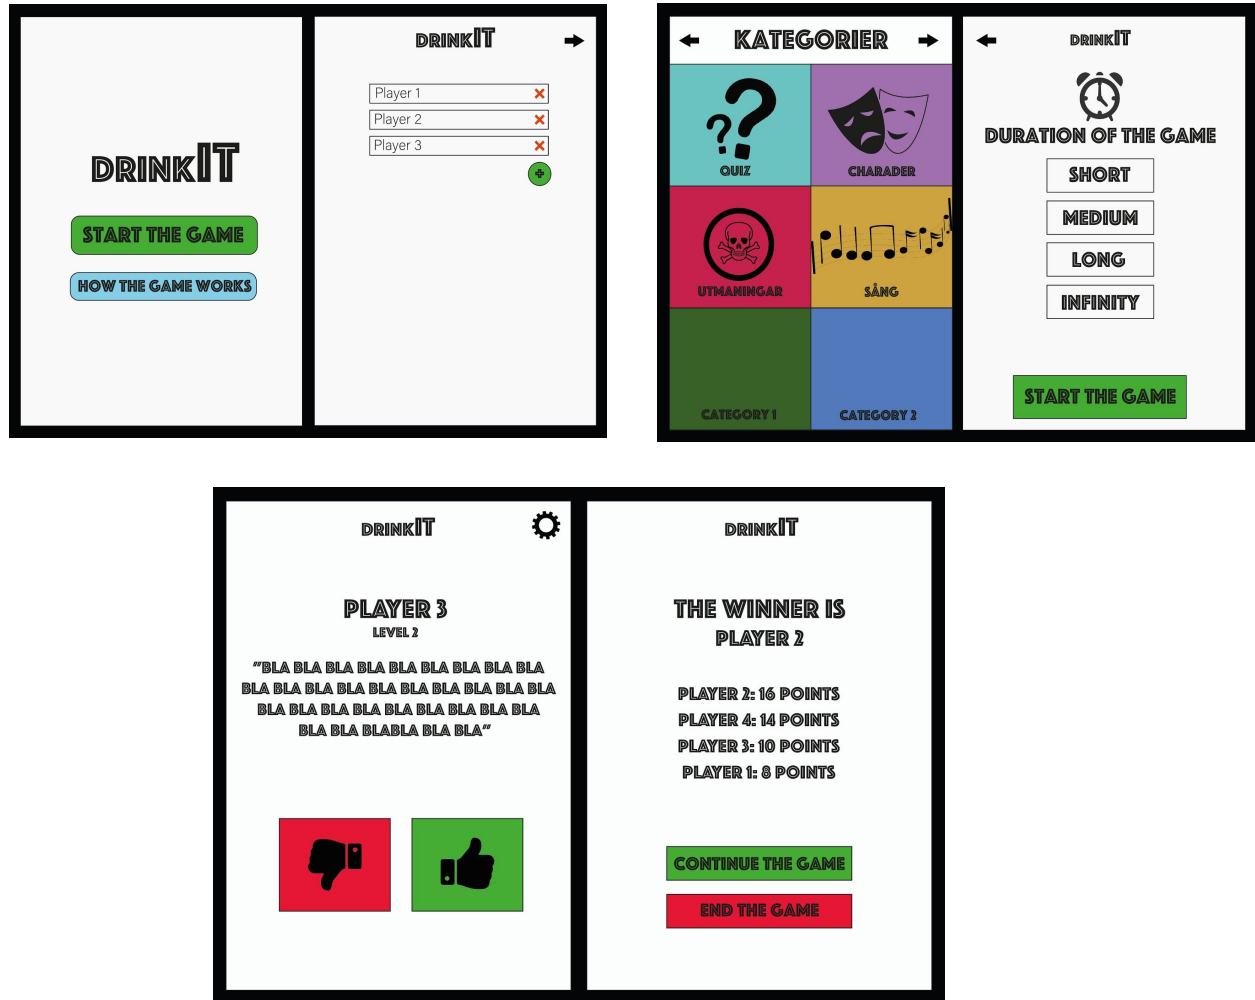 DRINKIT
START THE GAME
HOW THE GAME WORKS
DRINKIT
Player 1
Player 2
Player 3
KATEGORIER
QUIZ
CHARADER
UTMANINGAR
SÅNG
CATEGORY 1
CATEGORY 2
DRINKIT
DURATION OF THE GAME
SHORT
MEDIUM
LONG
INFINITY
START THE GAME
DRINKIT
PLAYER 3
LEVEL 2
"BLA BLA BLA BLA BLA BLA BLA BLA BLA
BLA BLA BLA BLA BLA BLA BLA BLA BLA BLA
BLA BLA BLA BLA BLA BLA BLA BLA BLA
BLA BLA BLABLA BLA BLA"
DRINKIT
THE WINNER IS
PLAYER 2
PLAYER 2: 16 POINTS
PLAYER 4: 14 POINTS
PLAYER 3: 10 POINTS
PLAYER 1: 8 POINTS
CONTINUE THE GAME
END THE GAME